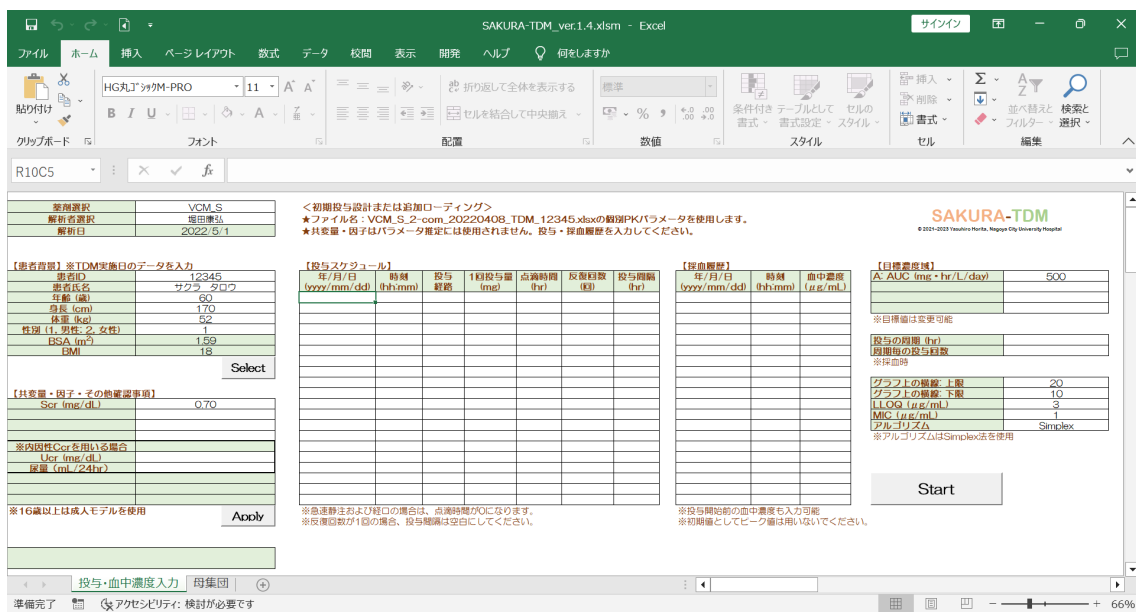 SAKURA-TDM_ver.1.4.xlsm - Excel
サインイン
ファイル ホーム 挿入 ページ レイアウト 数式 データ 校閲 表示 開発 ヘルプ 何をしますか
貼り付け
HG丸ｺﾞｼｯｸM-PRO 11
B I U
折り返して全体を表示する
セルを結合して中央揃え
標準
条件付き書式
テーブルとして書式設定
セルのスタイル
挿入
削除
書式
並べ替えとフィルター
検索と選択
クリップボード フォント 配置 数値 スタイル セル 編集
R10C5 fx
薬剤選択 VCM_S
解析者選択 堀田康弘
解析日 2022/5/1
＜初期投与設計または追加ローディング＞
★ファイル名：VCM_S_2-com_20220408_TDM_12345.xlsxの個別PKパラメータを使用します。
★共変量・因子はパラメータ推定には使用されません。投与・採血履歴を入力してください。
SAKURA-TDM
© 2021-2023 Yasuhiro Horita, Nagoya City University Hospital
【患者背景】※TDM実施日のデータを入力
患者ID 12345
患者氏名 サクラ タロウ
年齢 (歳) 60
身長 (cm) 170
体重 (kg) 52
性別 (1, 男性; 2, 女性) 1
BSA (m²) 1.59
BMI 18
Select
【共変量・因子・その他確認事項】
Scr (mg/dL) 0.70
※内因性Ccrを用いる場合
Ucr (mg/dL)
尿量 (mL/24hr)
※16歳以上は成人モデルを使用
Apply
【投与スケジュール】
年/月/日 時刻 投与 1回投与量 点滴時間 反復回数 投与間隔
(yyyy/mm/dd) (hh:mm) 経路 (mg) (hr) (回) (hr)
※急速静注および経口の場合は、点滴時間が0になります。
※反復回数が1回の場合、投与間隔は空白にしてください。
【採血履歴】
年/月/日 時刻 血中濃度
(yyyy/mm/dd) (hh:mm) (μg/mL)
※投与開始前の血中濃度も入力可能
※初期値としてピーク値は用いないでください。
【目標濃度域】
A: AUC (mg・hr/L/day) 500
※目標値は変更可能
投与の周期 (hr)
周期毎の投与回数
※採血時
グラフ上の横線: 上限 20
グラフ上の横線: 下限 10
LLOQ (μg/mL) 3
MIC (μg/mL) 1
アルゴリズム Simplex
※アルゴリズムはSimplex法を使用
Start
投与・血中濃度入力 母集団
準備完了 アクセシビリティ: 検討が必要です 66%